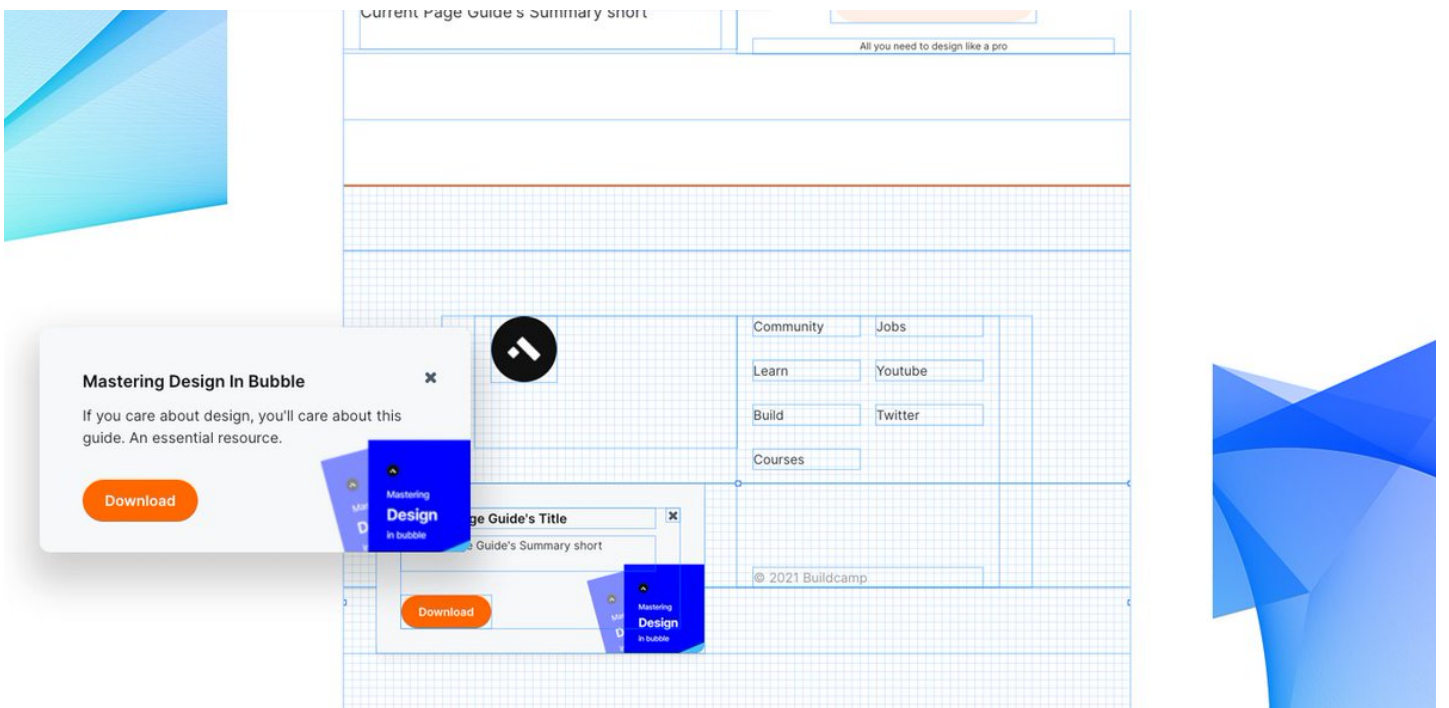 Current Page Guide's Summary short
All you need to design like a pro
Community
Jobs
Learn
Youtube
Build
Twitter
Courses
© 2021 Buildcamp
Mastering Design In Bubble
If you care about design, you'll care about this
guide. An essential resource.
Download
Mastering
Design
in bubble
Guide's Title
Guide's Summary short
Download
Mastering
Design
in bubble